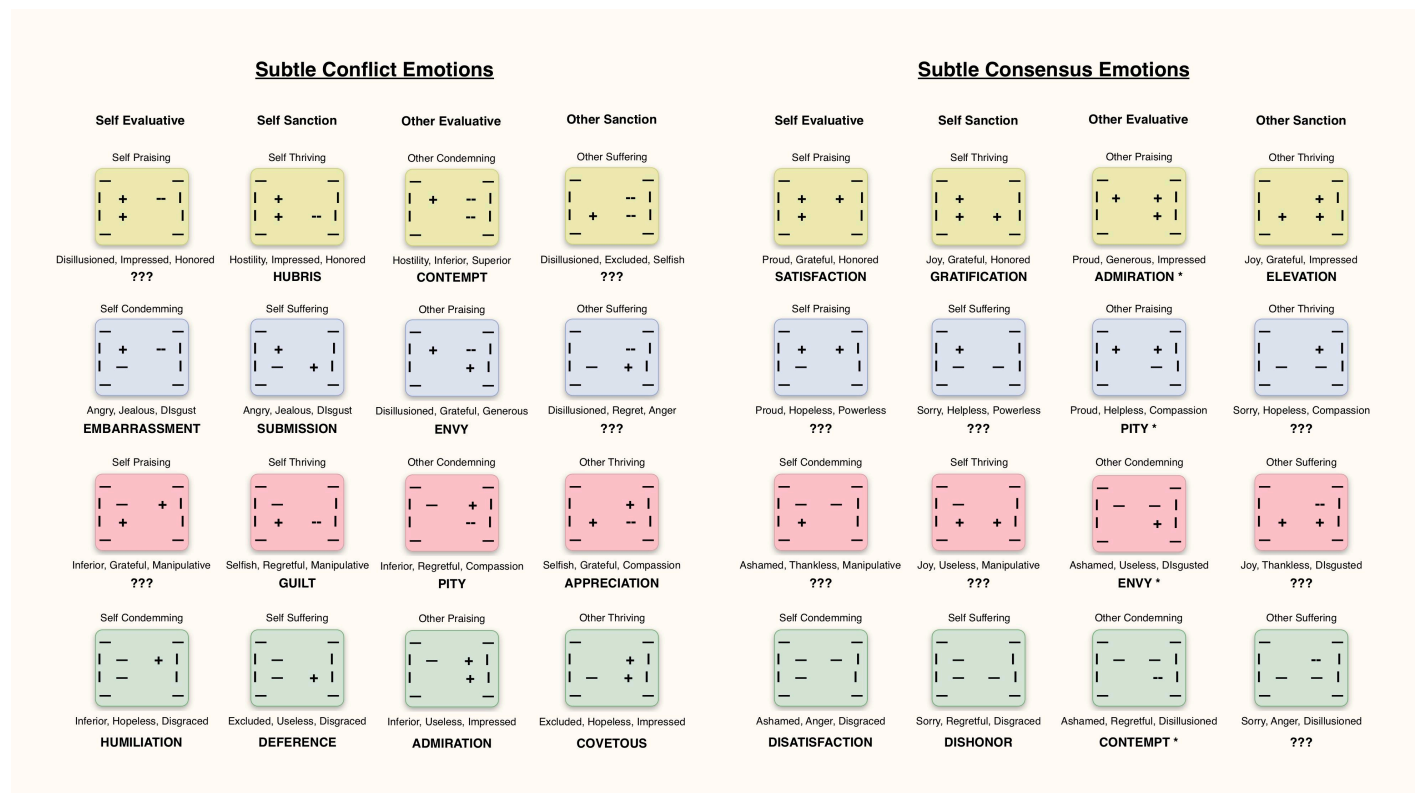 Subtle Conflict Emotions
Subtle Consensus Emotions
Self Evaluative Self Sanction Other Evaluative Other Sanction Self Evaluative Self Sanction Other Evaluative Other Sanction
Self Praising Self Thriving Other Condemning Other Suffering Self Praising Self Thriving Other Praising Other Thriving
— — — — — — — — — — — — — — — —
| + -- | | + | | + -- | | -- | | + + | | + | | + + | | + |
| + | | + -- | | -- | | + -- | | + | | + + | | + | | + + |
— — — — — — — — — — — — — — — —
Disillusioned, Impressed, Honored Hostility, Impressed, Honored Hostility, Inferior, Superior Disillusioned, Excluded, Selfish Proud, Grateful, Honored Joy, Grateful, Honored Proud, Generous, Impressed Joy, Grateful, Impressed
??? HUBRIS CONTEMPT ??? SATISFACTION GRATIFICATION ADMIRATION * ELEVATION
Self Condemming Self Suffering Other Praising Other Suffering Self Praising Self Suffering Other Praising Other Thriving
— — — — — — — — — — — — — — — —
| + -- | | + | | + -- | | -- | | + + | | + | | + + | | + |
| — | | — + | | + | | — + | | — | | — — | | — | | — — |
— — — — — — — — — — — — — — — —
Angry, Jealous, DIsgust Angry, Jealous, DIsgust Disillusioned, Grateful, Generous Disillusioned, Regret, Anger Proud, Hopeless, Powerless Sorry, Helpless, Powerless Proud, Helpless, Compassion Sorry, Hopeless, Compassion
EMBARRASSMENT SUBMISSION ENVY ??? ??? ??? PITY * ???
Self Praising Self Thriving Other Condemning Other Thriving Self Condemming Self Thriving Other Condemning Other Suffering
— — — — — — — — — — — — — — — —
| — + | | — | | — + | | + | | — — | | — | | — — | | -- |
| + | | + -- | | -- | | + -- | | + | | + + | | + | | + + |
— — — — — — — — — — — — — — — —
Inferior, Grateful, Manipulative Selfish, Regretful, Manipulative Inferior, Regretful, Compassion Selfish, Grateful, Compassion Ashamed, Thankless, Manipulative Joy, Useless, Manipulative Ashamed, Useless, DIsgusted Joy, Thankless, DIsgusted
??? GUILT PITY APPRECIATION ??? ??? ENVY * ???
Self Condemming Self Suffering Other Praising Other Thriving Self Condemming Self Suffering Other Condemning Other Suffering
— — — — — — — — — — — — — — — —
| — + | | — | | — + | | + | | — — | | — | | — — | | -- |
| — | | — + | | + | | — + | | — | | — — | | -- | | — — |
— — — — — — — — — — — — — — — —
Inferior, Hopeless, Disgraced Excluded, Useless, Disgraced Inferior, Useless, Impressed Excluded, Hopeless, Impressed Ashamed, Anger, Disgraced Sorry, Regretful, Disgraced Ashamed, Regretful, Disillusioned Sorry, Anger, Disillusioned
HUMILIATION DEFERENCE ADMIRATION COVETOUS DISATISFACTION DISHONOR CONTEMPT * ???